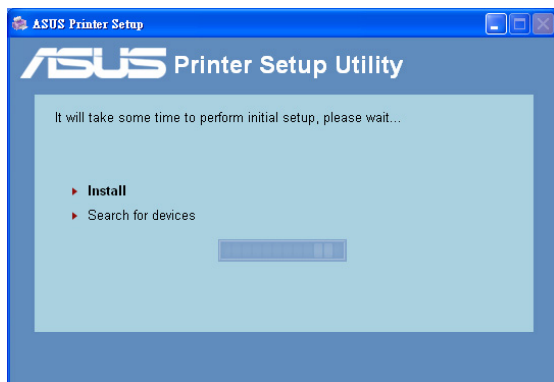 ASUS Printer Setup
ASUS Printer Setup Utility
It will take some time to perform initial setup, please wait...
Install
Search for devices